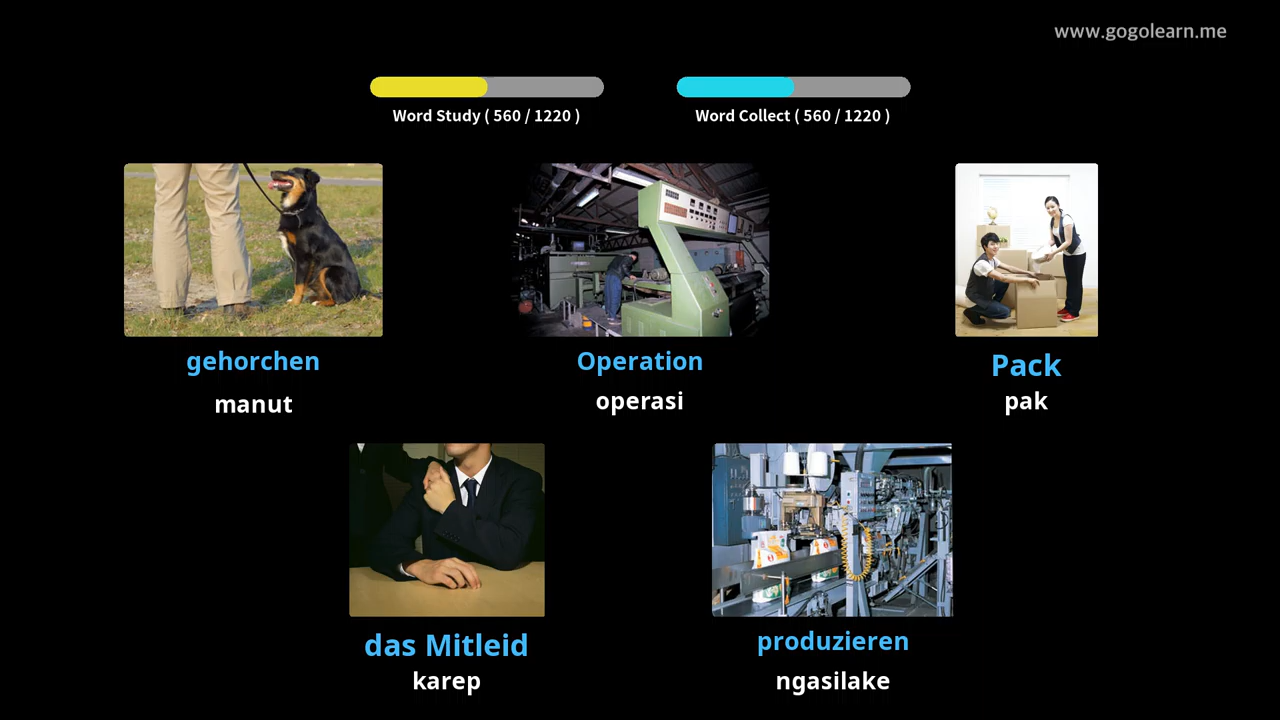 www.gogolearn.me
Word Study ( 560 / 1220 )
Word Collect ( 560 / 1220 )
gehorchen
manut
Operation
operasi
Pack
pak
das Mitleid
karep
produzieren
ngasilake